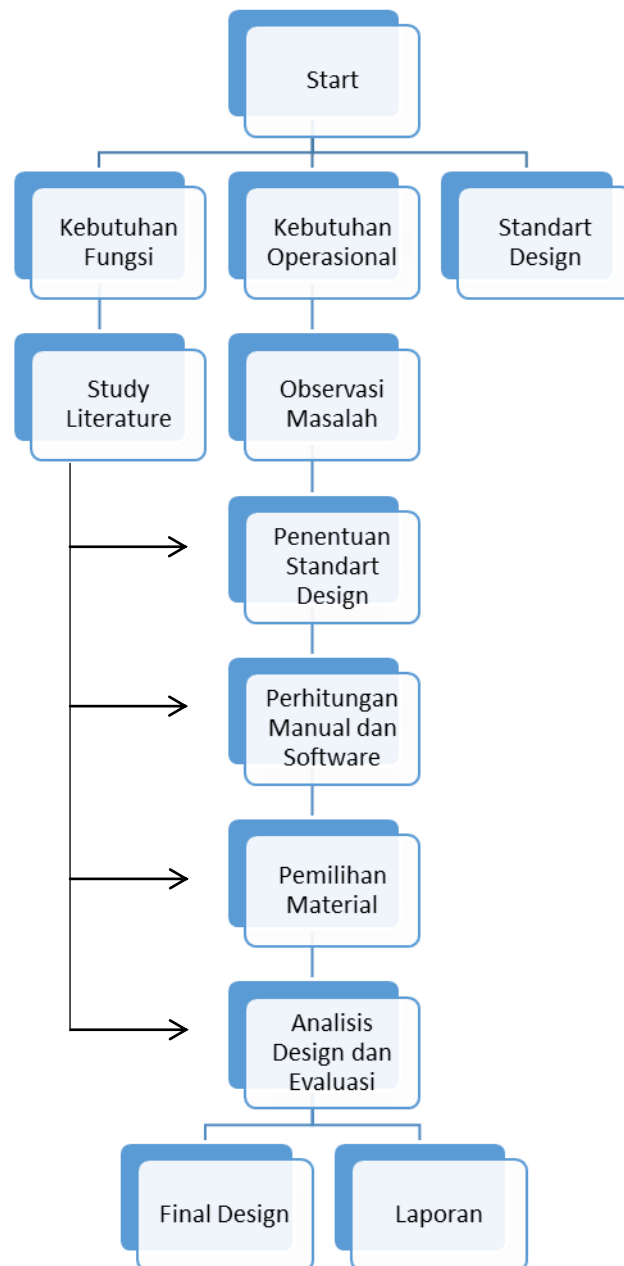 Start
Kebutuhan
Fungsi
Kebutuhan
Operasional
Standart
Design
Study
Literature
Observasi
Masalah
Penentuan
Standart
Design
Perhitungan
Manual dan
Software
Pemilihan
Material
Analisis
Design dan
Evaluasi
Final Design
Laporan